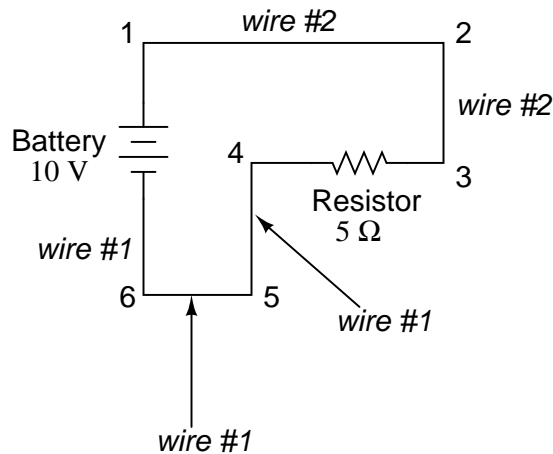 wire #2
1
2
wire #2
Battery
10 V
4
3
Resistor
5 Ω
wire #1
6
5
wire #1
wire #1